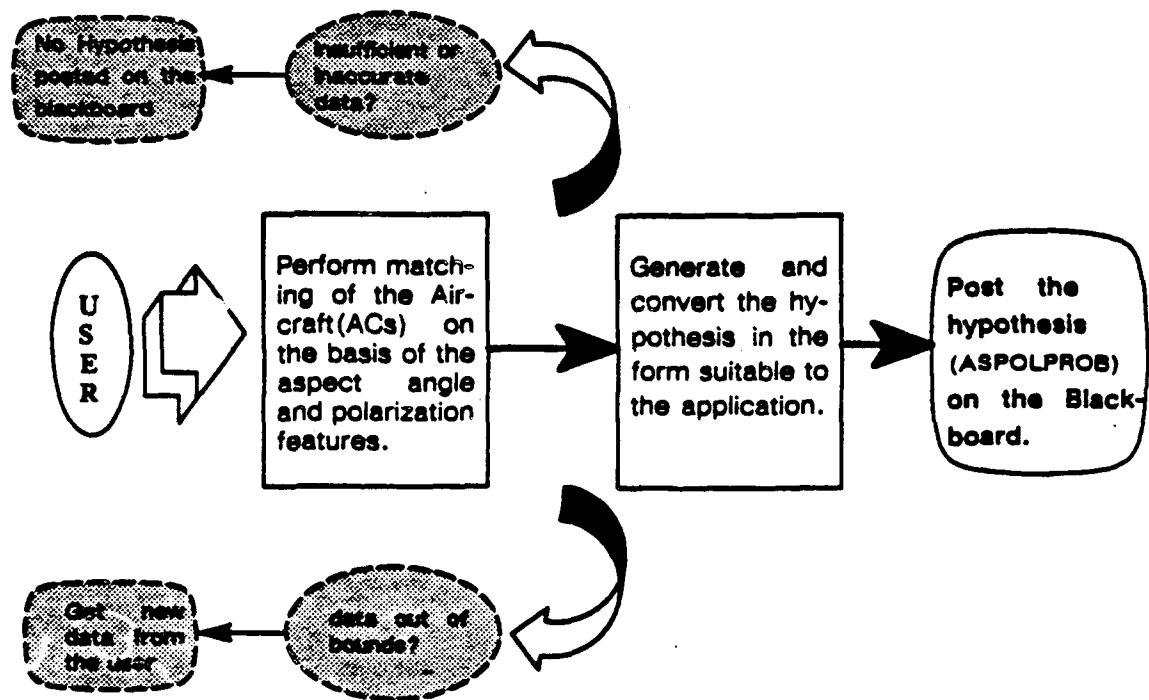 No Hypothesis
posted on the
blackboard
Insufficient or
inaccurate
data?
U
S
E
R
Perform match-
ing of the Air-
craft(ACs) on
the basis of the
aspect angle
and polarization
features.
Generate and
convert the hy-
pothesis in the
form suitable to
the application.
Post the
hypothesis
(ASPOLPROB)
on the Black-
board.
Get new
data from
the user
data out of
bounds?